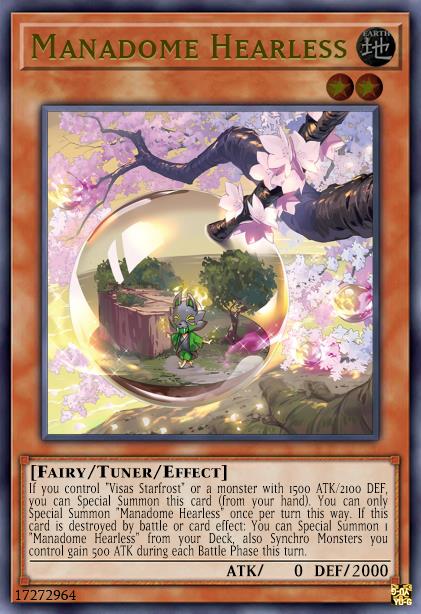 Manadome Hearless
EARTH
地
[Fairy/Tuner/Effect]
If you control "Visas Starfrost" or a monster with 1500 ATK/2100 DEF,
you can Special Summon this card (from your hand). You can only
Special Summon "Manadome Hearless" once per turn this way. If this
card is destroyed by battle or card effect: You can Special Summon 1
"Manadome Hearless" from your Deck, also Synchro Monsters you
control gain 500 ATK during each Battle Phase this turn.
ATK/ 0 DEF/2000
17272964